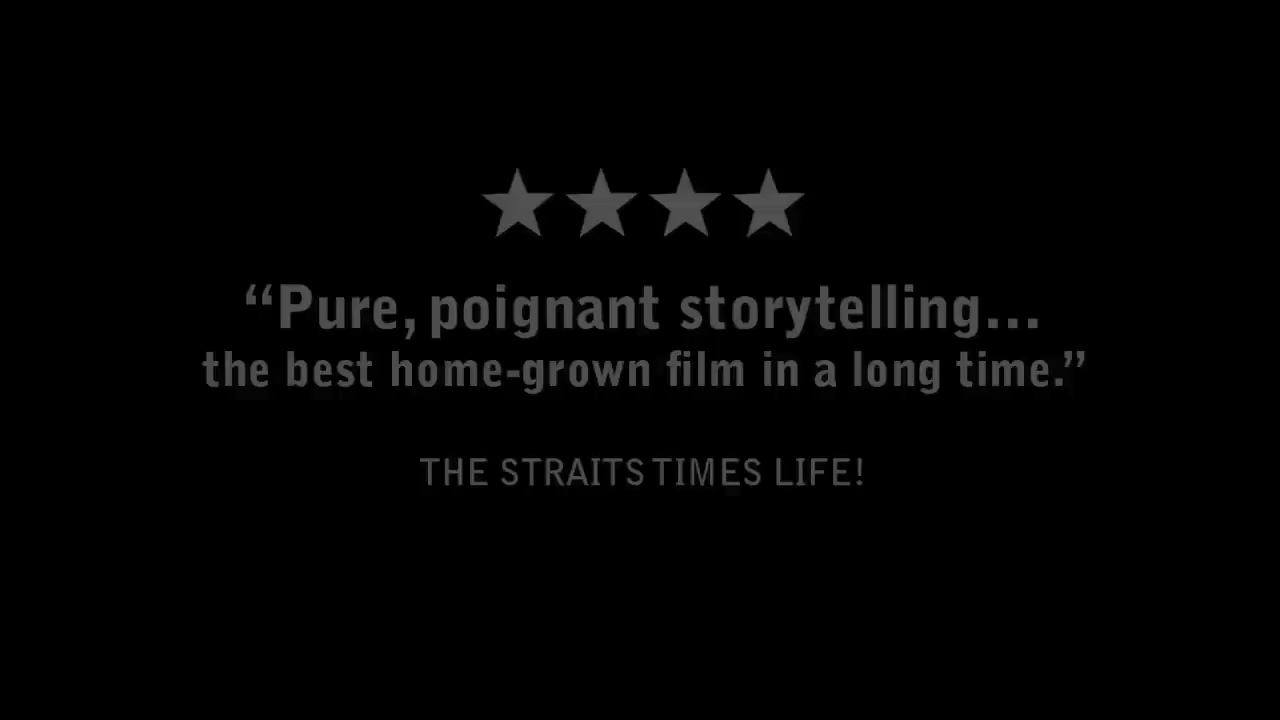 “Pure, poignant storytelling...
the best home-grown film in a long time.”
THE STRAITS TIMES LIFE!